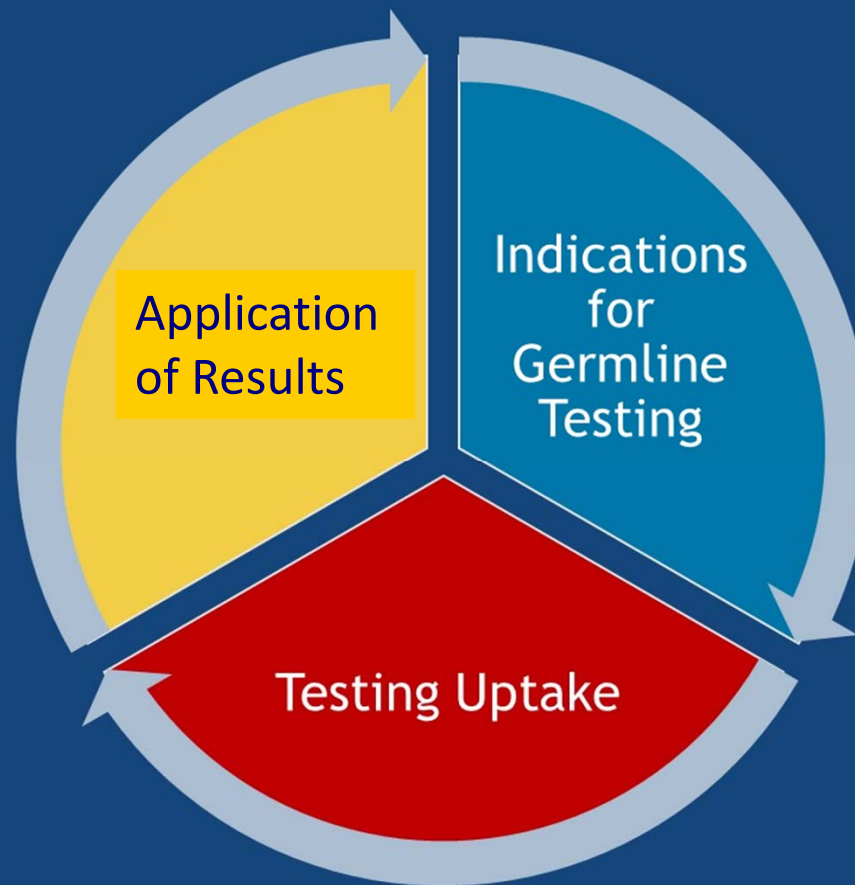 Application
of Results
Indications
for
Germline
Testing
Testing Uptake